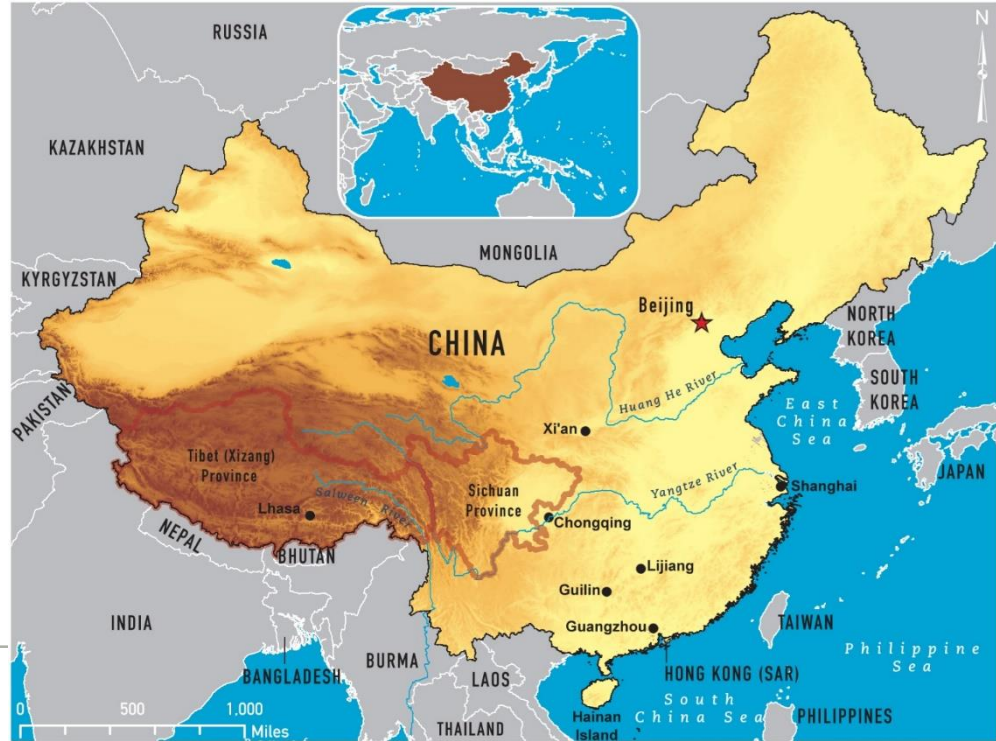 RUSSIA
N
KAZAKHSTAN
MONGOLIA
KYRGYZSTAN
Beijing
NORTH
KOREA
CHINA
SOUTH
KOREA
PAKISTAN
Huang He River
East
China
Sea
Xi'an
Tibet (Xizang)
Province
JAPAN
Sichuan
Province
Yangtze River
Shanghai
Salween River
Lhasa
Chongqing
NEPAL
BHUTAN
Lijiang
Guilin
INDIA
Guangzhou
TAIWAN
Philippine
Sea
BURMA
BANGLADESH
LAOS
HONG KONG (SAR)
South
China Sea
Hainan
Island
PHILIPPINES
THAILAND
0 500 1,000
Miles